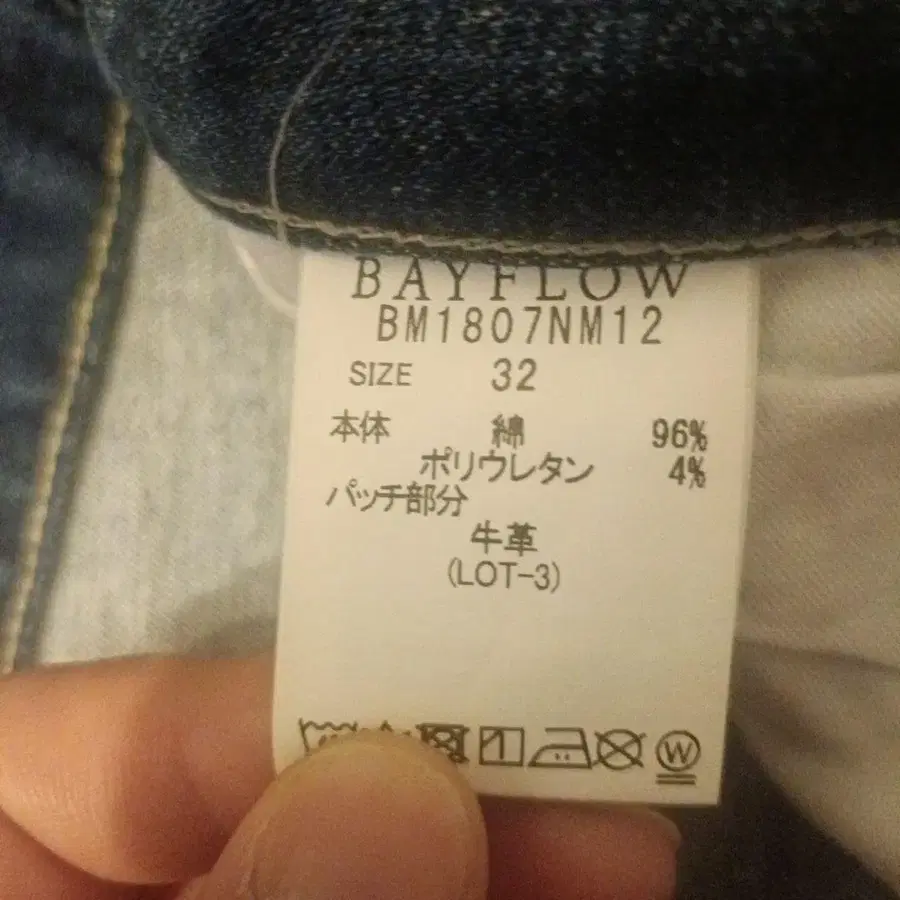 BAYFLOW
BM1807NM12
SIZE 32
本体 綿 96%
ポリウレタン 4%
パッチ部分
牛革
(LOT-3)
W